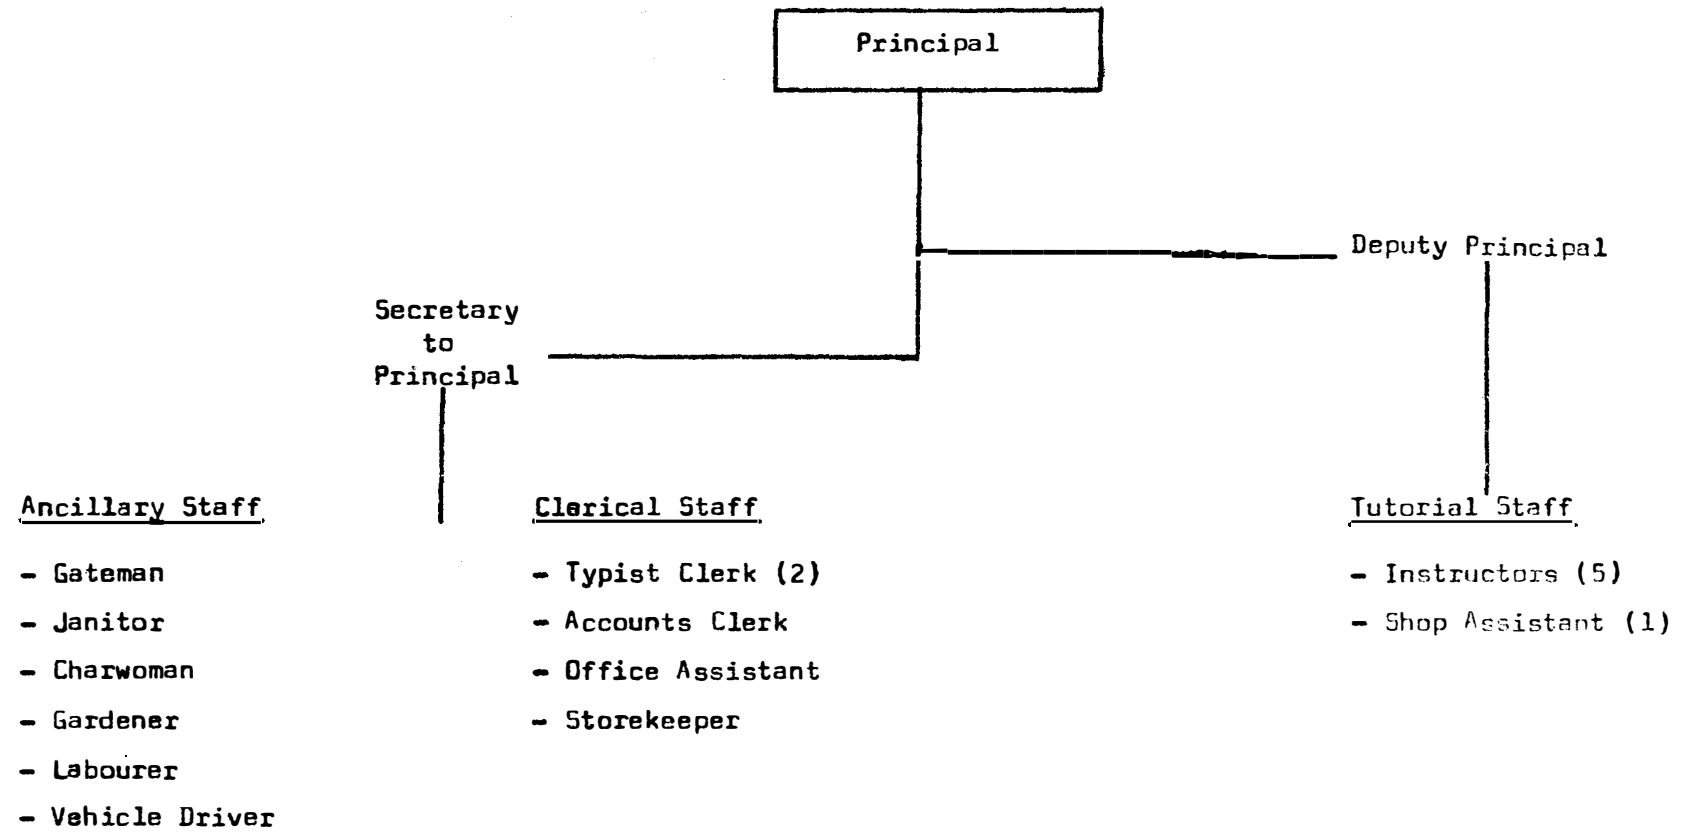 Principal
Deputy Principal
Secretary
to
Principal
Ancillary Staff
- Gateman
- Janitor
- Charwoman
- Gardener
- Labourer
- Vehicle Driver
Clerical Staff
- Typist Clerk (2)
- Accounts Clerk
- Office Assistant
- Storekeeper
Tutorial Staff
- Instructors (5)
- Shop Assistant (1)